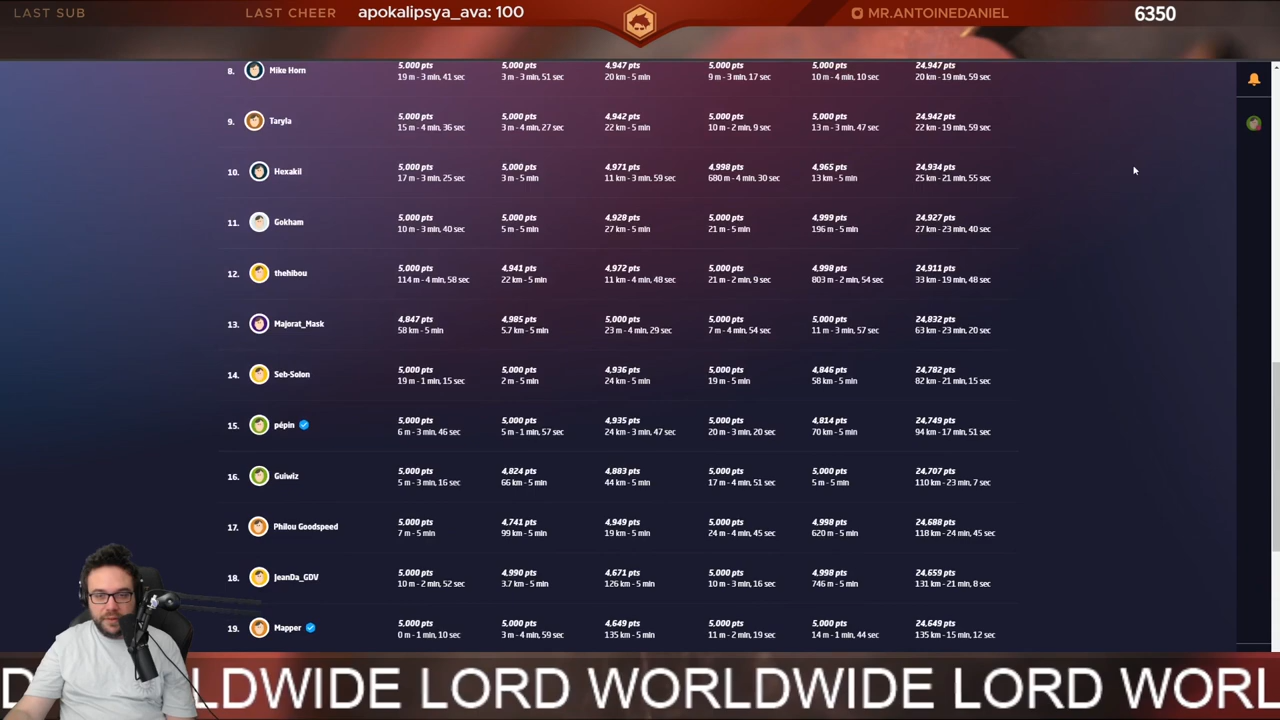 LAST SUB LAST CHEER apokalipsya_ava: 100 MR.ANTOINEDANIEL 6350
8. Mike Horn 5,000 pts 5,000 pts 4,947 pts 5,000 pts 5,000 pts 24,947 pts
19 m - 3 min, 41 sec 3 m - 3 min, 51 sec 20 km - 5 min 9 m - 3 min, 17 sec 10 m - 4 min, 10 sec 20 km - 19 min, 59 sec
9. Taryla 5,000 pts 5,000 pts 4,942 pts 5,000 pts 5,000 pts 24,942 pts
15 m - 4 min, 36 sec 3 m - 4 min, 27 sec 22 km - 5 min 10 m - 2 min, 9 sec 13 m - 3 min, 47 sec 22 km - 19 min, 59 sec
10. Hexakil 5,000 pts 5,000 pts 4,971 pts 4,998 pts 4,965 pts 24,934 pts
17 m - 3 min, 25 sec 3 m - 5 min 11 km - 3 min, 59 sec 680 m - 4 min, 30 sec 13 km - 5 min 25 km - 21 min, 55 sec
11. Gokham 5,000 pts 5,000 pts 4,928 pts 5,000 pts 4,999 pts 24,927 pts
10 m - 3 min, 40 sec 5 m - 5 min 27 km - 5 min 21 m - 5 min 196 m - 5 min 27 km - 23 min, 40 sec
12. thehibou 5,000 pts 4,941 pts 4,972 pts 5,000 pts 4,998 pts 24,911 pts
114 m - 4 min, 58 sec 22 km - 5 min 11 km - 4 min, 48 sec 21 m - 2 min, 9 sec 803 m - 2 min, 54 sec 33 km - 19 min, 48 sec
13. Majorat_Mask 4,847 pts 4,985 pts 5,000 pts 5,000 pts 5,000 pts 24,832 pts
58 km - 5 min 5.7 km - 5 min 23 m - 4 min, 29 sec 7 m - 4 min, 54 sec 11 m - 3 min, 57 sec 63 km - 23 min, 20 sec
14. Seb-Solon 5,000 pts 5,000 pts 4,936 pts 5,000 pts 4,846 pts 24,782 pts
19 m - 1 min, 15 sec 2 m - 5 min 24 km - 5 min 19 m - 5 min 58 km - 5 min 82 km - 21 min, 15 sec
15. pépin 5,000 pts 5,000 pts 4,935 pts 5,000 pts 4,814 pts 24,749 pts
6 m - 3 min, 46 sec 5 m - 1 min, 57 sec 24 km - 3 min, 47 sec 20 m - 3 min, 20 sec 70 km - 5 min 94 km - 17 min, 51 sec
16. Guiwiz 5,000 pts 4,824 pts 4,883 pts 5,000 pts 5,000 pts 24,707 pts
5 m - 3 min, 16 sec 66 km - 5 min 44 km - 5 min 17 m - 4 min, 51 sec 5 m - 5 min 110 km - 23 min, 7 sec
17. Philou Goodspeed 5,000 pts 4,741 pts 4,949 pts 5,000 pts 4,998 pts 24,688 pts
7 m - 5 min 99 km - 5 min 19 km - 5 min 24 m - 4 min, 45 sec 620 m - 5 min 118 km - 24 min, 45 sec
18. JeanDa_GDV 5,000 pts 4,990 pts 4,671 pts 5,000 pts 4,998 pts 24,659 pts
10 m - 2 min, 52 sec 3.7 km - 5 min 126 km - 5 min 10 m - 3 min, 16 sec 746 m - 5 min 131 km - 21 min, 8 sec
19. Mapper 5,000 pts 5,000 pts 4,649 pts 5,000 pts 5,000 pts 24,649 pts
0 m - 1 min, 10 sec 3 m - 4 min, 59 sec 135 km - 5 min 11 m - 2 min, 19 sec 14 m - 1 min, 44 sec 135 km - 15 min, 12 sec
LDWIDE LORD WORLDWIDE LORD WORL